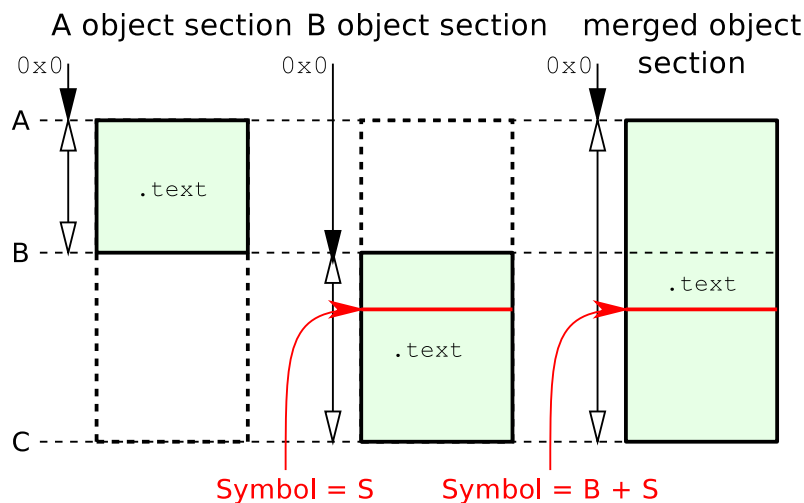 A object section
B object section
merged object
section
0x0
0x0
0x0
A
.text
B
.text
.text
C
Symbol = S
Symbol = B + S